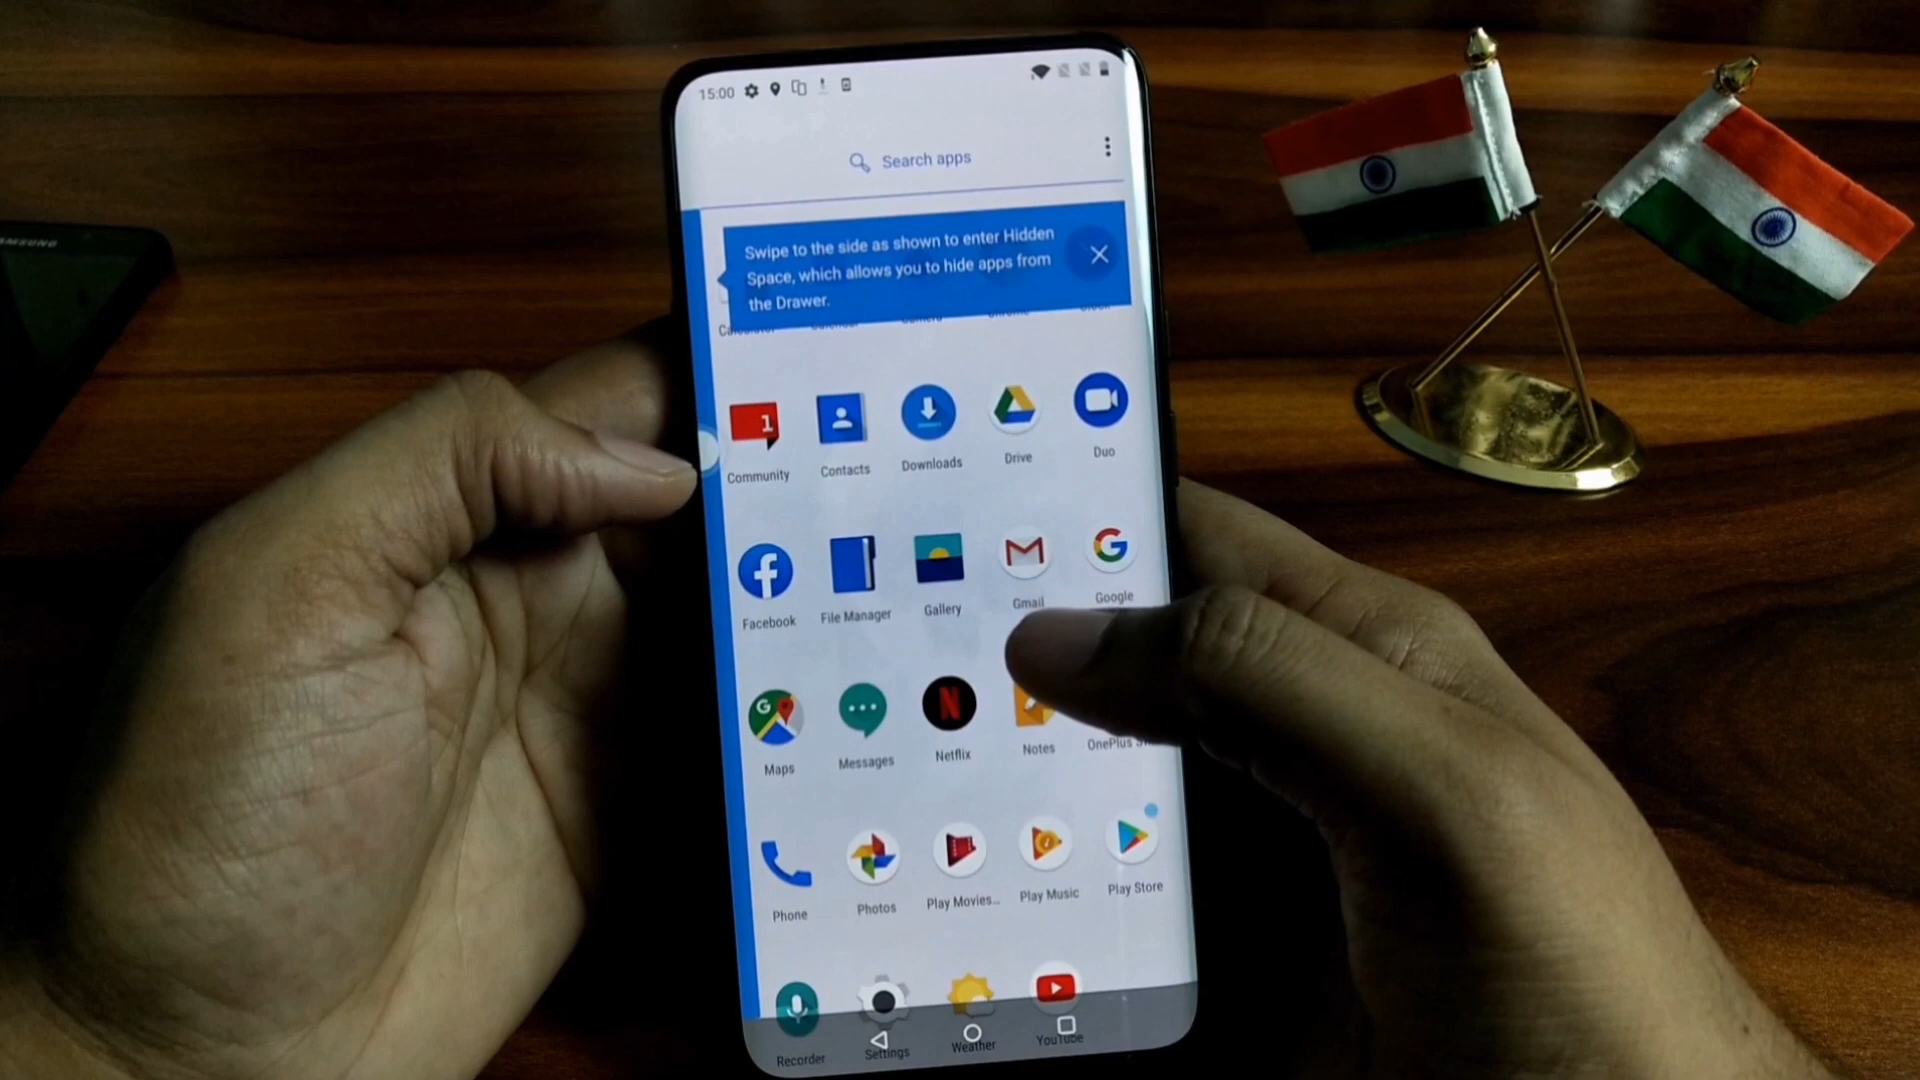 SAMSUNG
15:00
Search apps
Swipe to the side as shown to enter Hidden
Space, which allows you to hide apps from
the Drawer.
1
Community
Contacts
Downloads
Drive
Duo
Facebook
File Manager
Gallery
Gmail
Google
Maps
Messages
Netflix
Notes
OnePlus
Phone
Photos
Play Movies...
Play Music
Play Store
Recorder
Settings
Weather
YouTube